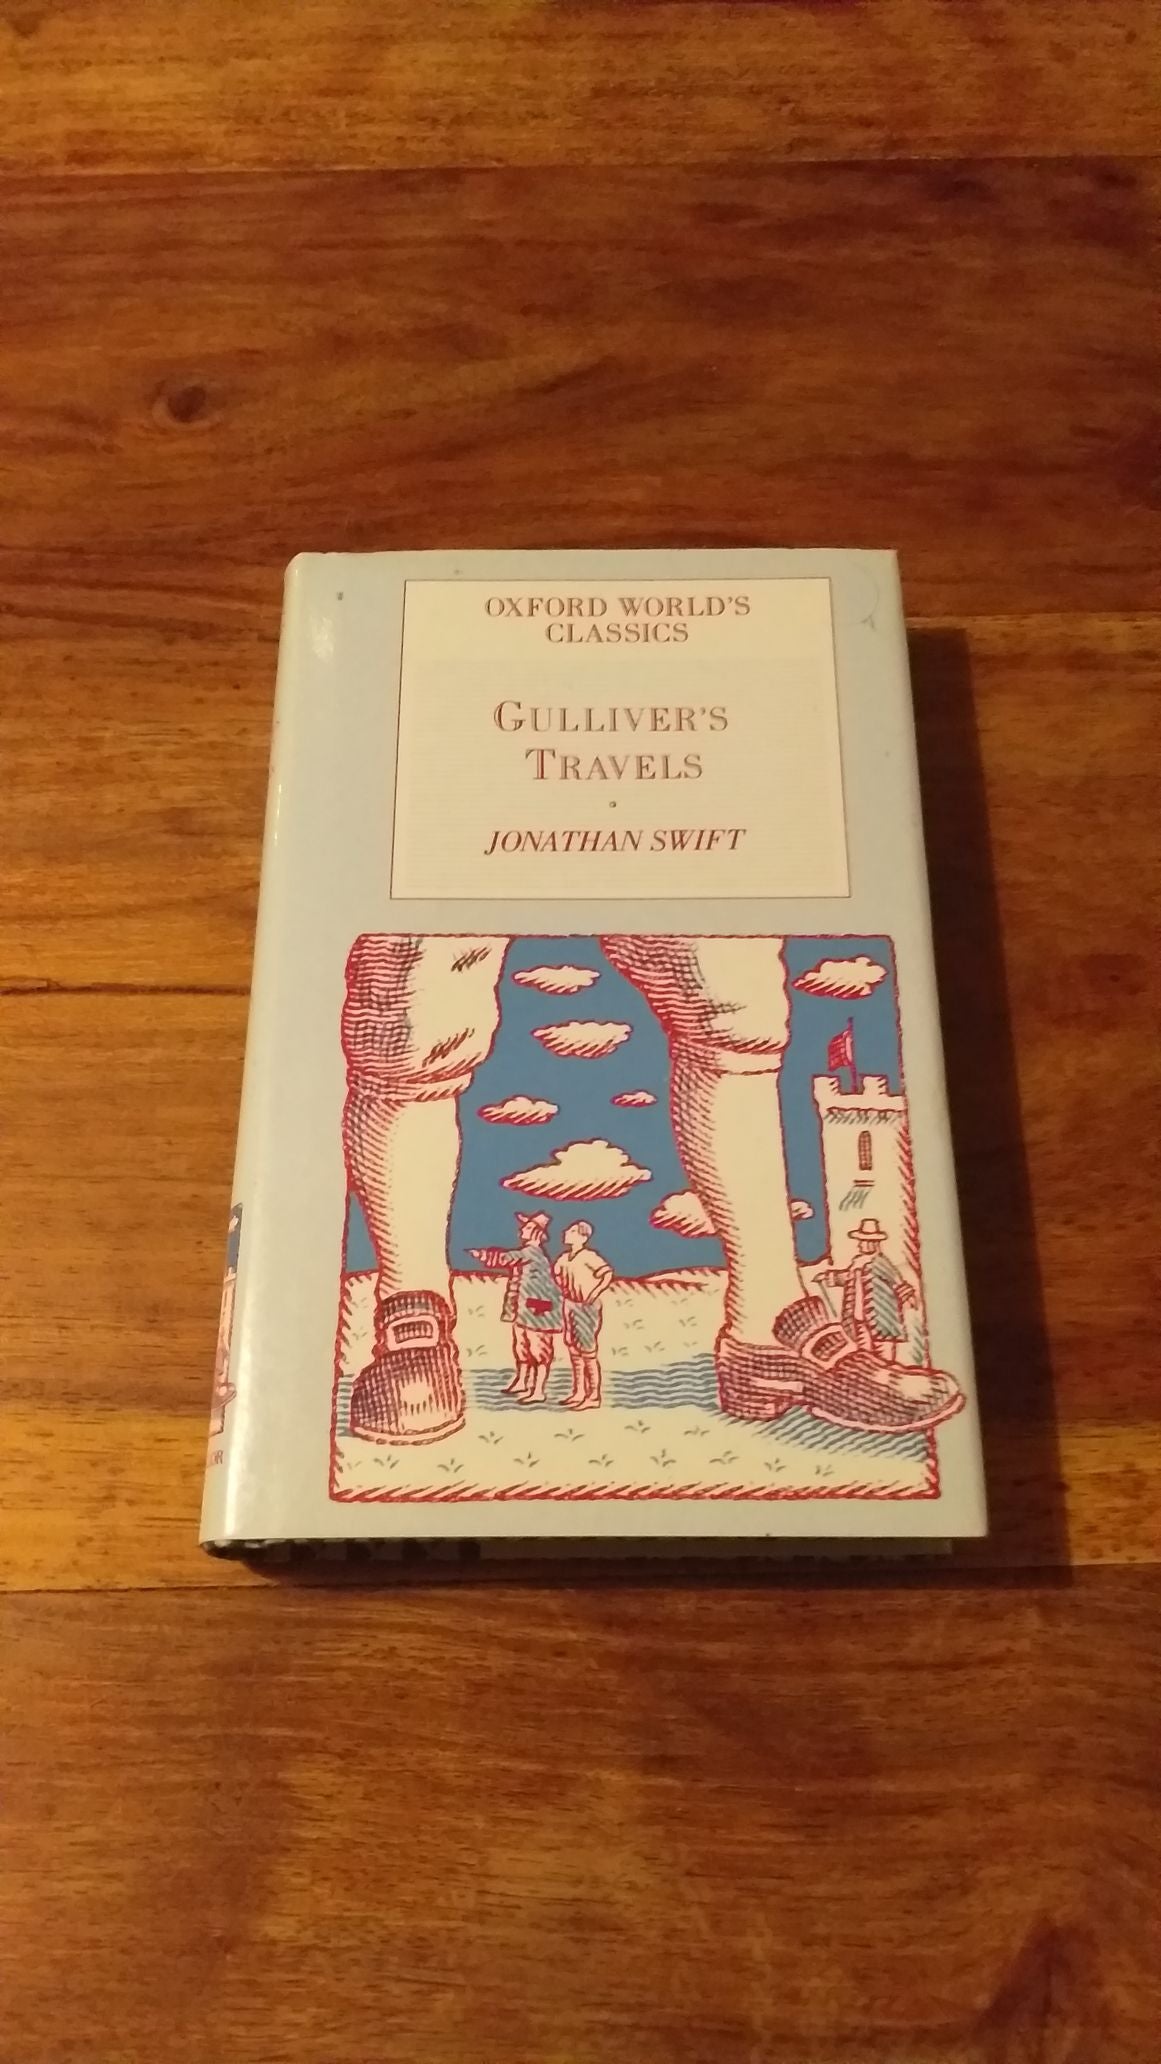 OXFORD WORLD'S
CLASSICS
GULLIVER'S
TRAVELS
JONATHAN SWIFT